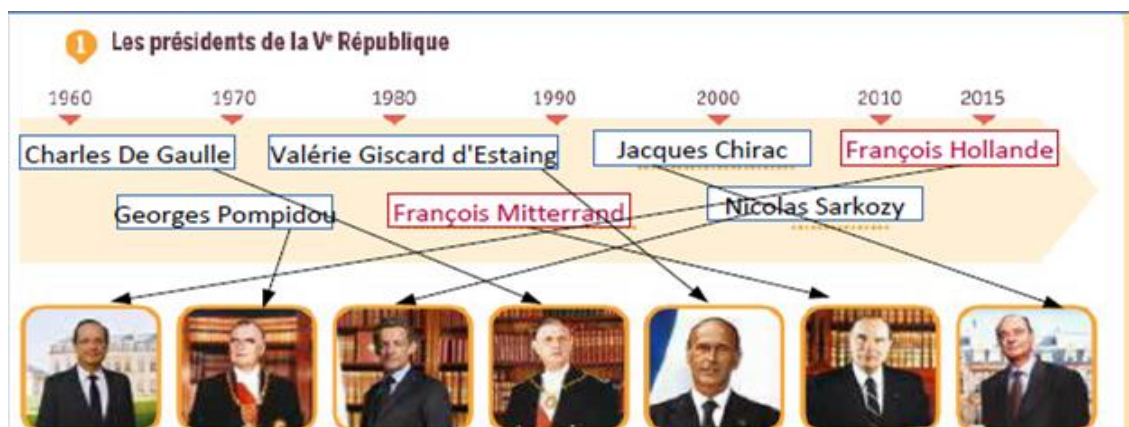 1 Les présidents de la Vᵉ République
1960 1970 1980 1990 2000 2010 2015
Charles De Gaulle Valérie Giscard d'Estaing Jacques Chirac François Hollande
Georges Pompidou François Mitterrand Nicolas Sarkozy